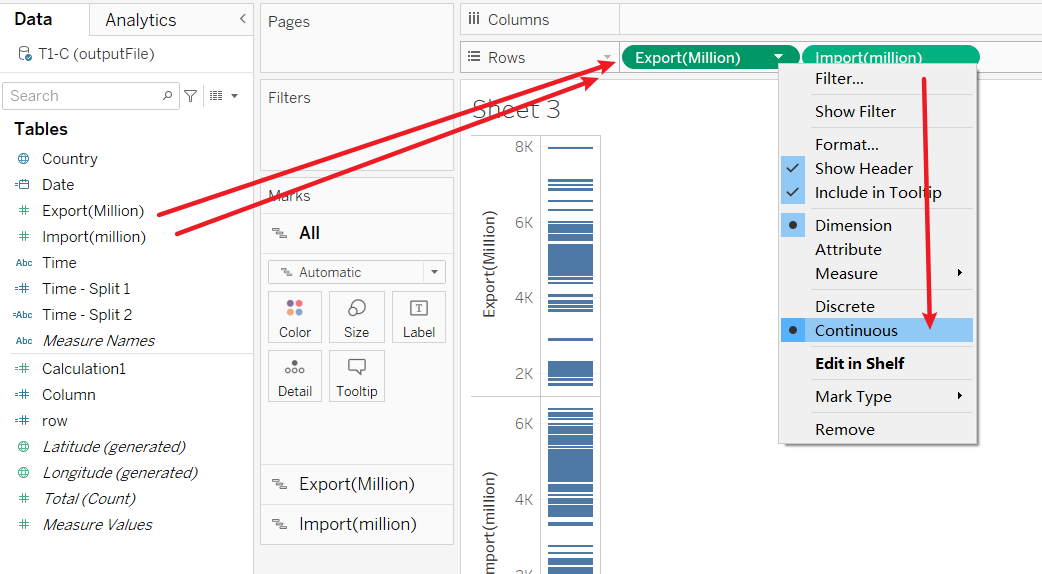 Data
Analytics
T1-C (outputFile)
Search
Tables
Country
Date
Export(Million)
Import(million)
Abc Time
Time - Split 1
Abc Time - Split 2
Abc Measure Names
Calculation1
Column
row
Latitude (generated)
Longitude (generated)
Total (Count)
Measure Values
Pages
Filters
Marks
All
Automatic
Color
Size
T
Label
Detail
Tooltip
Export(Million)
Import(million)
Columns
Rows
Export(Million)
Import(million)
Sheet 3
8K
6K
4K
2K
Export(Million)
6K
4K
2K
Import(million)
Filter...
Show Filter
Format...
Show Header
Include in Tooltip
Dimension
Attribute
Measure
Discrete
Continuous
Edit in Shelf
Mark Type
Remove